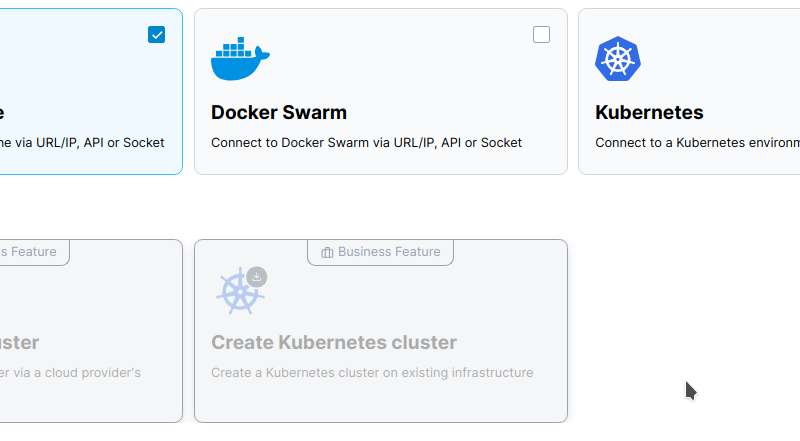 Docker Swarm
Kubernetes
ne via URL/IP, API or Socket
Connect to Docker Swarm via URL/IP, API or Socket
Connect to a Kubernetes environm
s Feature
Business Feature
uster
Create Kubernetes cluster
er via a cloud provider's
Create a Kubernetes cluster on existing infrastructure